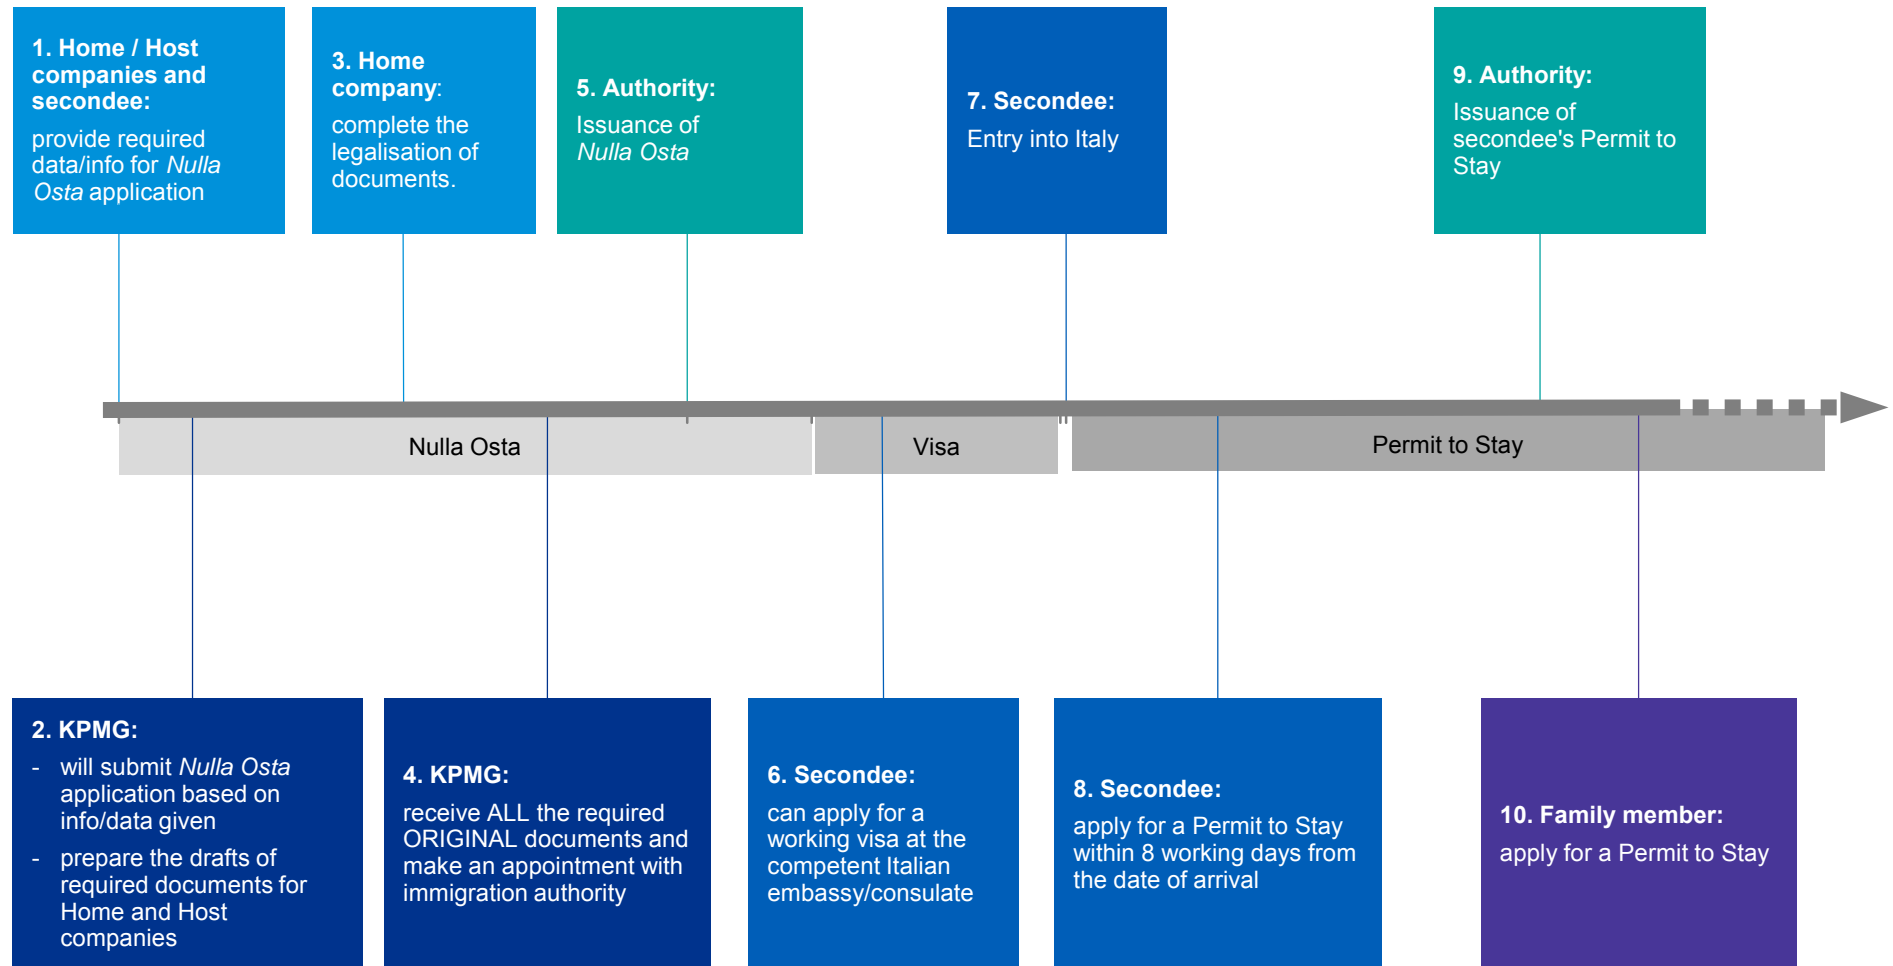 1. Home / Host
companies and
secondee:
provide required
data/info for Nulla
Osta application
3. Home
company:
complete the
legalisation of
documents.
5. Authority:
Issuance of
Nulla Osta
7. Secondee:
Entry into Italy
9. Authority:
Issuance of
secondee's Permit to
Stay
Nulla Osta
Visa
Permit to Stay
2. KPMG:
- will submit Nulla Osta
application based on
info/data given
- prepare the drafts of
required documents for
Home and Host
companies
4. KPMG:
receive ALL the required
ORIGINAL documents and
make an appointment with
immigration authority
6. Secondee:
can apply for a
working visa at the
competent Italian
embassy/consulate
8. Secondee:
apply for a Permit to Stay
within 8 working days from
the date of arrival
10. Family member:
apply for a Permit to Stay